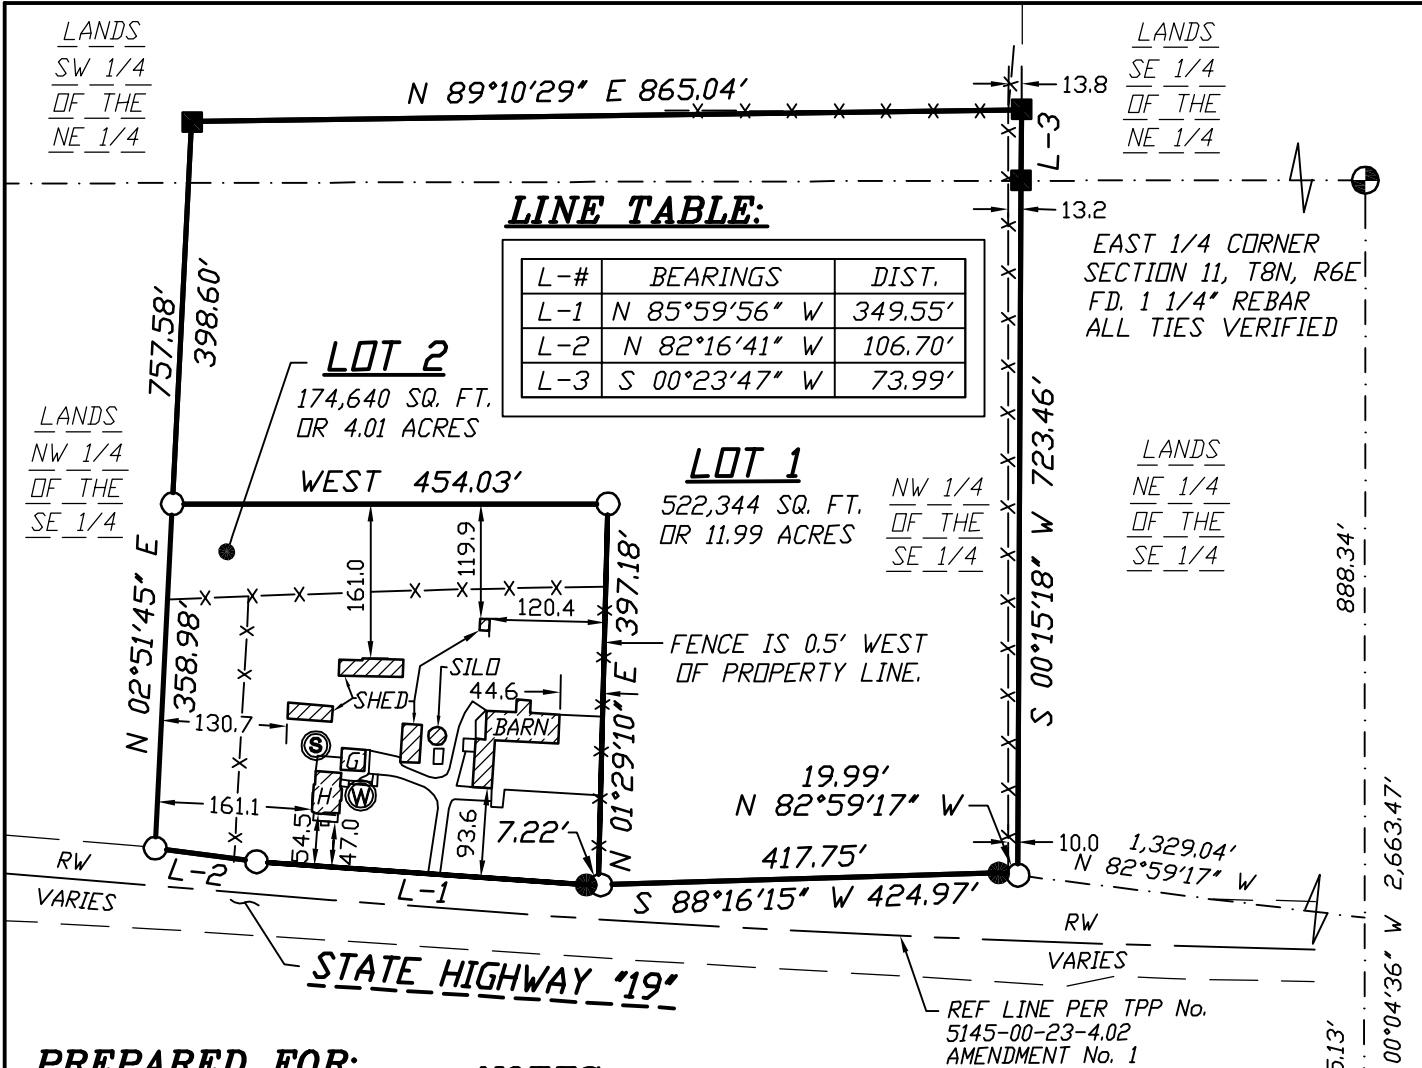 LANDS
SW 1/4
OF THE
NE 1/4
N 89°10'29" E 865.04'
13.8
LANDS
SE 1/4
OF THE
NE 1/4
L-3
13.2
LINE TABLE:
L-# BEARINGS DIST.
L-1 N 85°59'56" W 349.55'
L-2 N 82°16'41" W 106.70'
L-3 S 00°23'47" W 73.99'
EAST 1/4 CORNER
SECTION 11, T8N, R6E
FD. 1 1/4" REBAR
ALL TIES VERIFIED
757.58'
398.60'
LOT 2
174,640 SQ. FT.
OR 4.01 ACRES
LANDS
NW 1/4
OF THE
SE 1/4
WEST 454.03'
LOT 1
522,344 SQ. FT.
OR 11.99 ACRES
NW 1/4
OF THE
SE 1/4
S 00°15'18" W 723.46'
LANDS
NE 1/4
OF THE
SE 1/4
888.34'
N 02°51'45" E
358.98'
161.0
119.9
120.4
N 01°29'10" E 397.18'
FENCE IS 0.5' WEST
OF PROPERTY LINE.
SILO
44.6
SHED
130.7
BARN
S
G
H
W
161.1
54.5
47.0
93.6
7.22'
19.99'
N 82°59'17" W
417.75'
S 88°16'15" W 424.97'
10.0
1,329.04'
N 82°59'17" W
RW
VARIES
L-2
L-1
RW
VARIES
STATE HIGHWAY "19"
REF LINE PER TPP No.
5145-00-23-4.02
AMENDMENT No. 1
00°04'36" W 2,663.47'
5.13'
PREPARED FOR:
NOTES